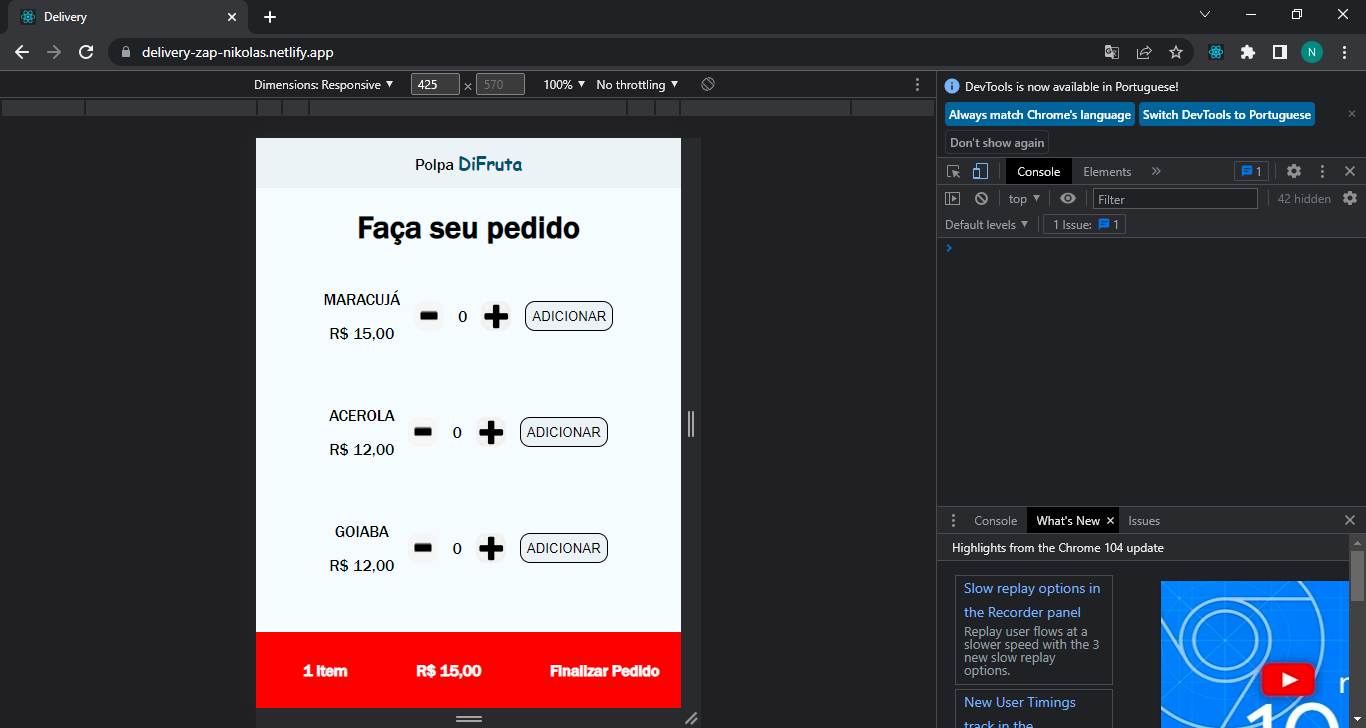 Delivery
delivery-zap-nikolas.netlify.app
N
Dimensions: Responsive
425 × 570
100%
No throttling
Polpa DiFruta
Faça seu pedido
MARACUJÁ
R$ 15,00
0
ADICIONAR
ACEROLA
R$ 12,00
0
ADICIONAR
GOIABA
R$ 12,00
0
ADICIONAR
1 Item
R$ 15,00
Finalizar Pedido
DevTools is now available in Portuguese!
Always match Chrome's language
Switch DevTools to Portuguese
Don't show again
Console
Elements
1
top
Filter
42 hidden
Default levels
1 Issue:
1
Console
What's New
Issues
Highlights from the Chrome 104 update
Slow replay options in
the Recorder panel
Replay user flows at a
slower speed with the 3
new slow replay
options.
New User Timings
track in the